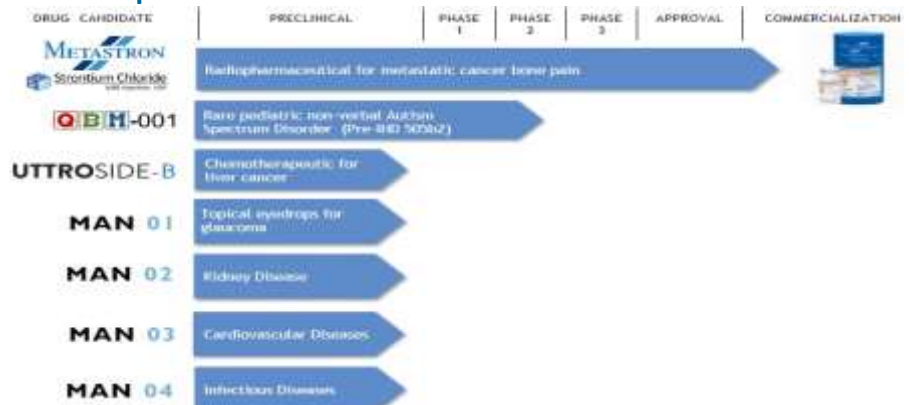 DRUG CANDIDATE PRECLINICAL PHASE 1 PHASE 2 PHASE 3 APPROVAL COMMERCIALIZATION
METASTRON
Strontium Chloride
Radiopharmaceutical for metastatic cancer bone pain
QBM-001
Rare pediatric non-verbal Autism
Spectrum Disorder (Pre-IND 505b2)
UTTROSIDE-B
Chemotherapeutic for
liver cancer
MAN 01
Topical eyedrops for
glaucoma
MAN 02
Kidney Disease
MAN 03
Cardiovascular Diseases
MAN 04
Infectious Diseases